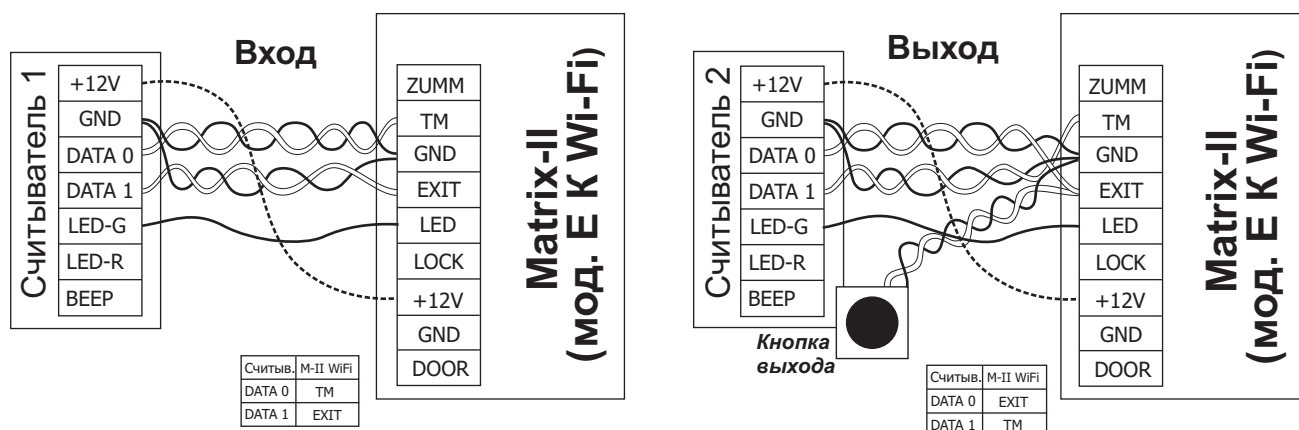 Вход
Считыватель 1
+12V
GND
DATA 0
DATA 1
LED-G
LED-R
BEEP
ZUMM
TM
GND
EXIT
LED
LOCK
+12V
GND
DOOR
Matrix-II
(мод. E K Wi-Fi)
Считыв. M-II WiFi
DATA 0 TM
DATA 1 EXIT
Выход
Считыватель 2
+12V
GND
DATA 0
DATA 1
LED-G
LED-R
BEEP
Кнопка
выхода
ZUMM
TM
GND
EXIT
LED
LOCK
+12V
GND
DOOR
Matrix-II
(мод. E K Wi-Fi)
Считыв. M-II WiFi
DATA 0 EXIT
DATA 1 TM